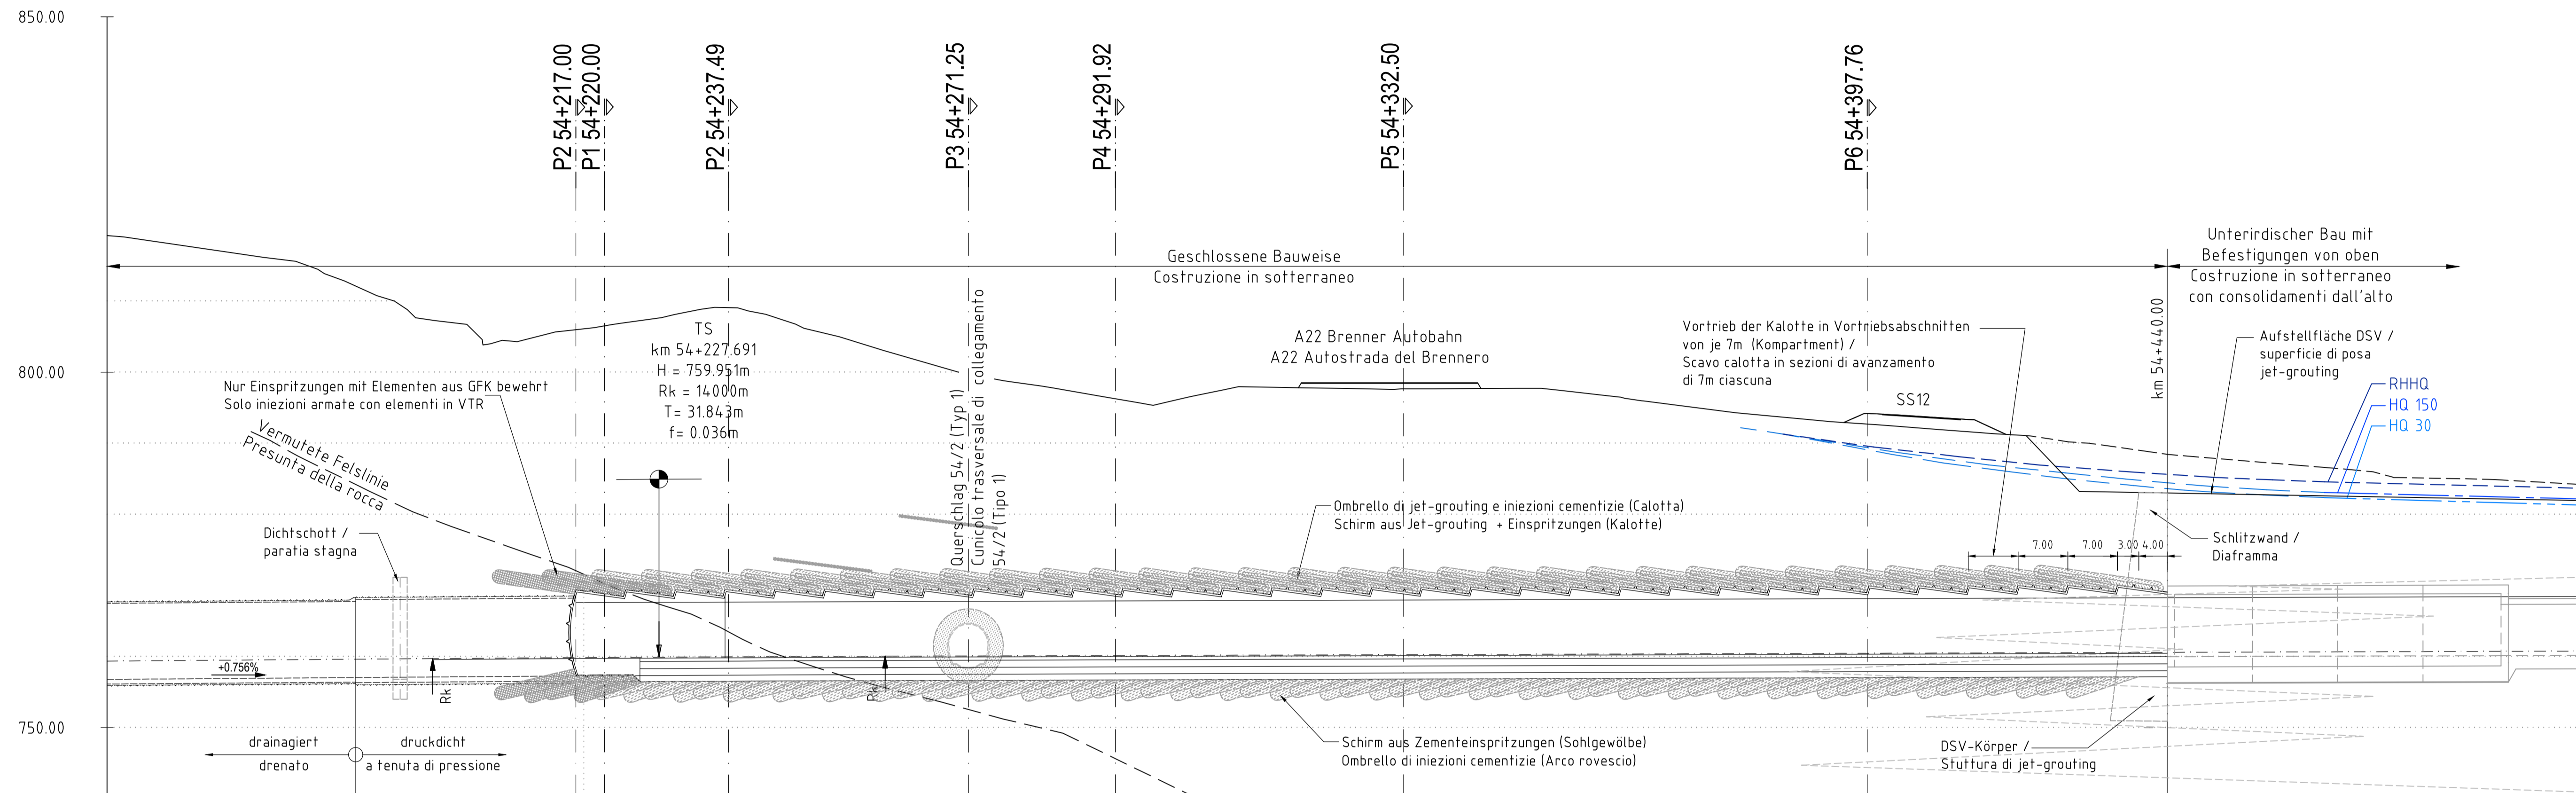 850.00
800.00
750.00
P2 54+217.00
P1 54+220.00
P2 54+237.49
P3 54+271.25
P4 54+291.92
P5 54+332.50
P6 54+397.76
Geschlossene Bauweise
Costruzione in sotterraneo
Unterirdischer Bau mit
Befestigungen von oben
Costruzione in sotterraneo
con consolidamenti dall'alto
km 54+440.00
TS
km 54+227.691
H = 759.951m
Rk = 14000m
T= 31.843m
f= 0.036m
Querschlag 54/2 (Typ 1)
Cunicolo trasversale di collegamento
54/2 (Tipo 1)
A22 Brenner Autobahn
A22 Autostrada del Brennero
Vortrieb der Kalotte in Vortriebsabschnitten
von je 7m (Kompartment) /
Scavo calotta in sezioni di avanzamento
di 7m ciascuna
SS12
Aufstellfläche DSV /
superficie di posa
jet-grouting
RHHQ
HQ 150
HQ 30
Nur Einspritzungen mit Elementen aus GFK bewehrt
Solo iniezioni armate con elementi in VTR
Vermutete Felslinie
Presunta della rocca
Dichtschott /
paratia stagna
Ombrello di jet-grouting e iniezioni cementizie (Calotta)
Schirm aus Jet-grouting + Einspritzungen (Kalotte)
7.00
7.00
3.00
4.00
Schlitzwand /
Diaframma
+0.756%
Rk
Rk
drainagiert
drenato
druckdicht
a tenuta di pressione
Schirm aus Zementeinspritzungen (Sohlgewölbe)
Ombrello di iniezioni cementizie (Arco rovescio)
DSV-Körper /
Stuttura di jet-grouting